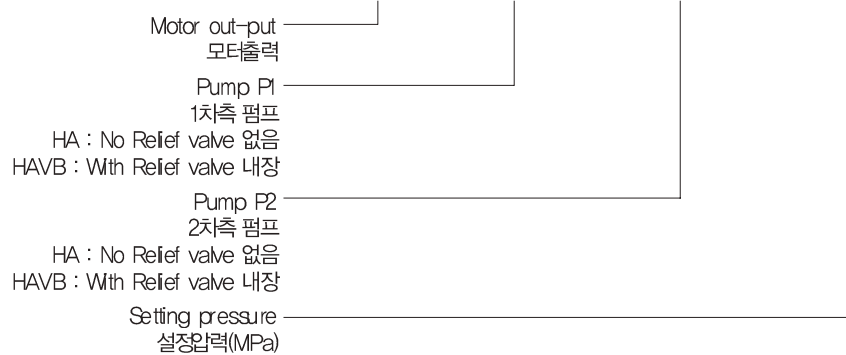 Motor out-put
모터출력
Pump P1
1차측 펌프
HA : No Relief valve 없음
HAVB : With Relief valve 내장
Pump P2
2차측 펌프
HA : No Relief valve 없음
HAVB : With Relief valve 내장
Setting pressure
설정압력(MPa)